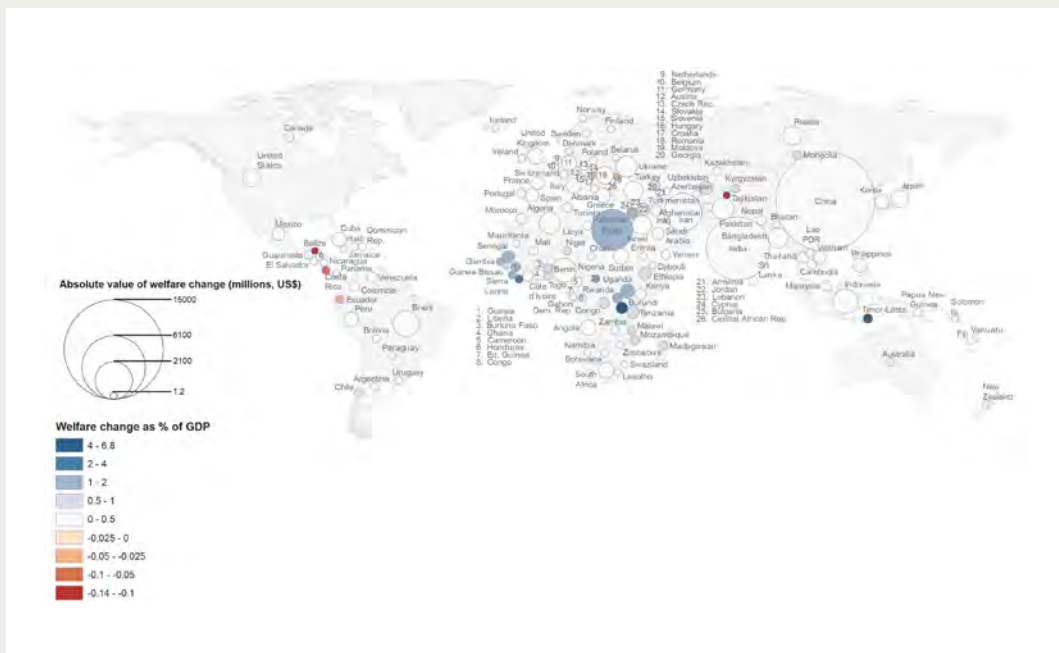 Canada
United
States
Mexico
Cuba
Dominican
Haiti
Rep.
Belize
Jamaica
Guatemala
Nicaragua
El Salvador
Panama
Costa
Rica
Venezuela
Colombia
Ecuador
Peru
Brazil
Bolivia
Paraguay
Uruguay
Argentina
Chile
Iceland
Norway
Finland
United
Kingdom
Sweden
Denmark
Ireland
Poland
Belarus
Ukraine
Switzerland
France
Italy
Turkey
Portugal
Spain
Albania
Greece
Morocco
Algeria
Tunisia
Libya
Egypt
Israel
Iraq
Iran
Saudi
Arabia
Yemen
Mauritania
Senegal
Mali
Niger
Chad
Eritrea
Gambia
Guinea Bissau
Sierra
Leone
Benin
Nigeria
Sudan
Djibouti
Ethiopia
Côte
d'Ivoire
Togo
Uganda
Kenya
Gabon
Rwanda
Dem. Rep. Congo
Burundi
Tanzania
Angola
Zambia
Malawi
Mozambique
Madagascar
Namibia
Zimbabwe
Botswana
Swaziland
South
Africa
Lesotho
Russia
Kazakhstan
Mongolia
Uzbekistan
Kyrgyzstan
Azerbaijan
Turkmenistan
Tajikistan
Afghanistan
Pakistan
Nepal
Bhutan
Bangladesh
India
Sri
Lanka
China
Korea
Japan
Lao
PDR
Vietnam
Thailand
Cambodia
Philippines
Malaysia
Indonesia
Timor-Leste
Papua New
Guinea
Solomon
Is.
Fiji
Vanuatu
Australia
New
Zealand
9. Netherlands
10. Belgium
11. Germany
12. Austria
13. Czech Rep.
14. Slovakia
15. Slovenia
16. Hungary
17. Croatia
18. Romania
19. Moldova
20. Georgia
1. Guinea
2. Liberia
3. Burkina Faso
4. Ghana
5. Cameroon
6. Honduras
7. Eq. Guinea
8. Congo
21. Armenia
22. Jordan
23. Lebanon
24. Cyprus
25. Bulgaria
26. Central African Rep.
Absolute value of welfare change (millions, US$)
15000
6100
2100
1.2
Welfare change as % of GDP
4 - 6.8
2 - 4
1 - 2
0.5 - 1
0 - 0.5
-0.025 - 0
-0.05 - -0.025
-0.1 - -0.05
-0.14 - -0.1